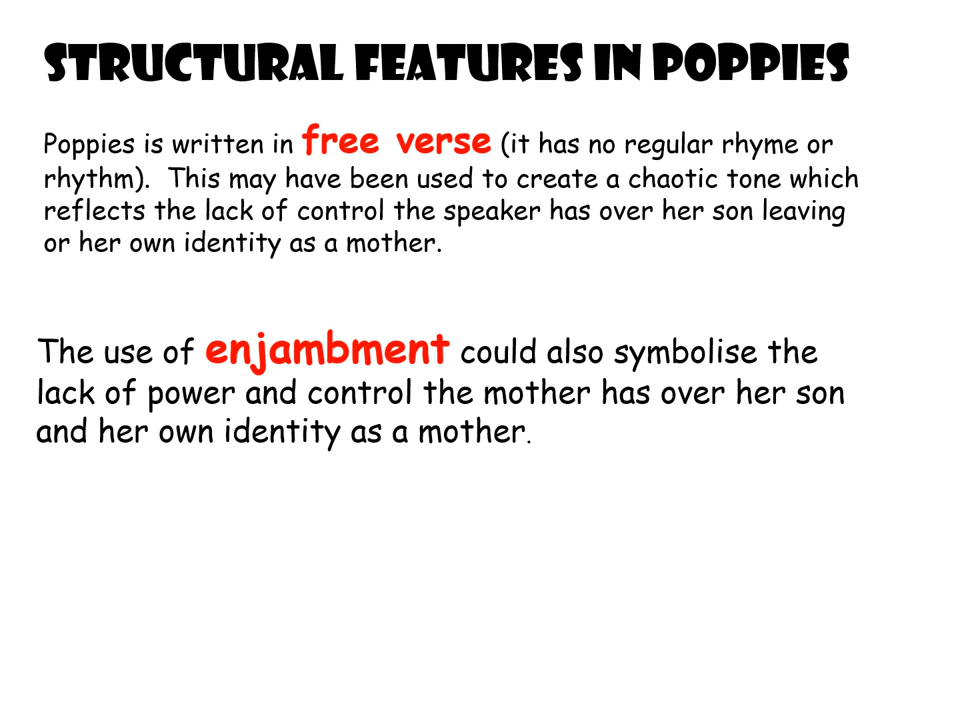 STRUCTURAL FEATURES IN POPPIES
Poppies is written in free verse (it has no regular rhyme or
rhythm).  This may have been used to create a chaotic tone which
reflects the lack of control the speaker has over her son leaving
or her own identity as a mother.
The use of enjambment could also symbolise the
lack of power and control the mother has over her son
and her own identity as a mother.